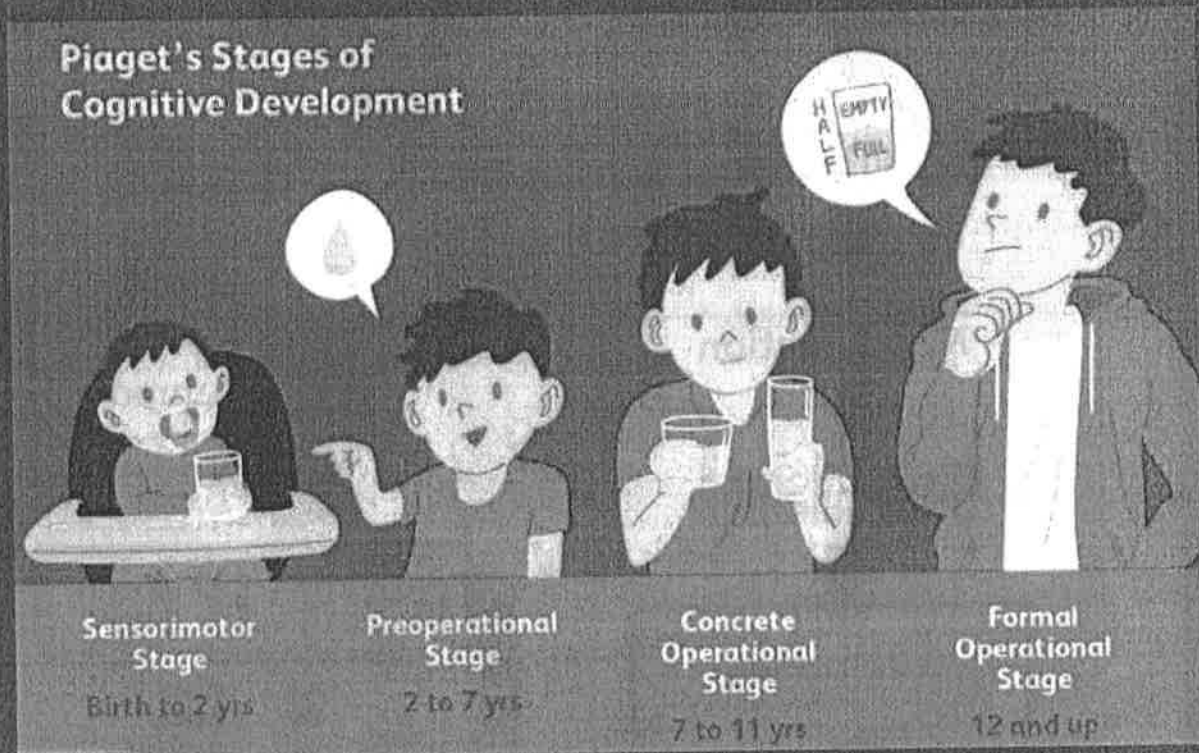 Piaget's Stages of
Cognitive Development
HALF
EMPTY
FULL
Sensorimotor
Stage
Birth to 2 yrs
Preoperational
Stage
2 to 7 yrs
Concrete
Operational
Stage
7 to 11 yrs
Formal
Operational
Stage
12 and up